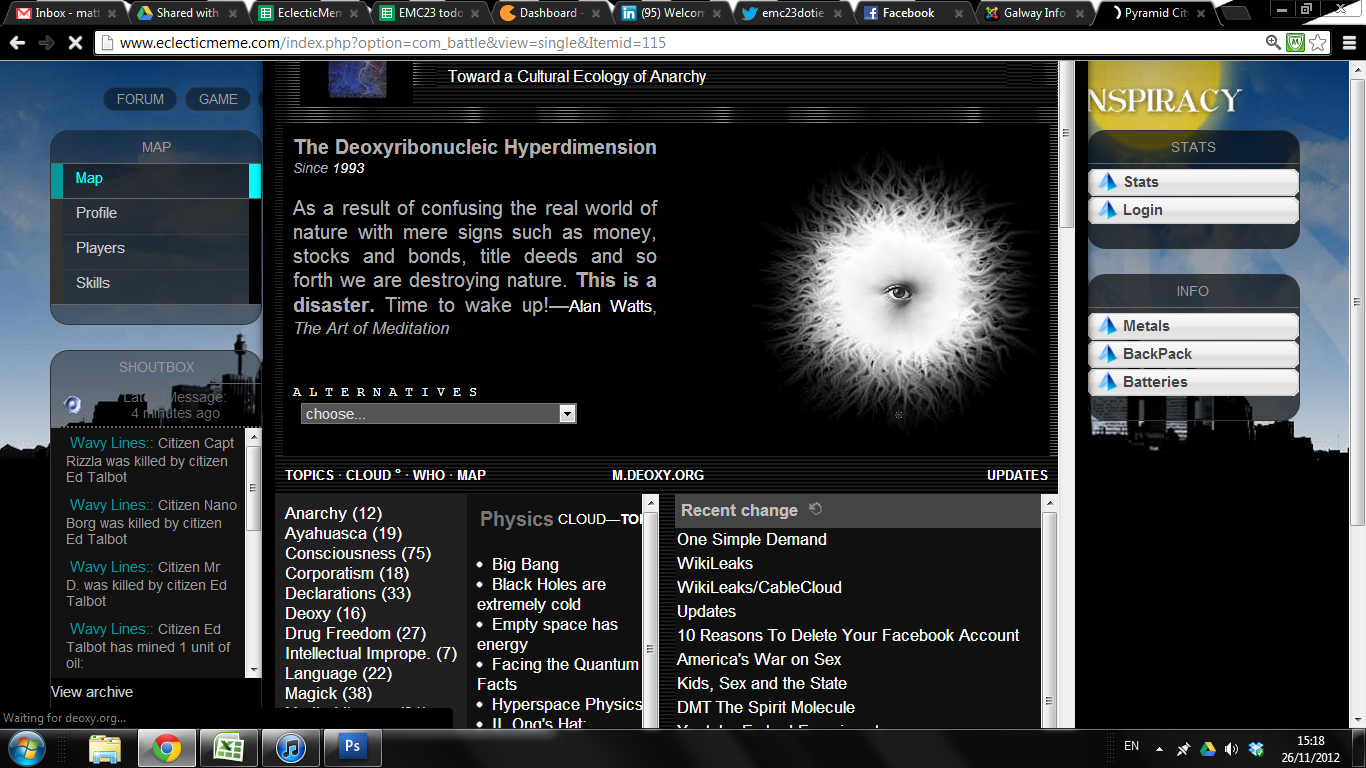 Inbox - matt
Shared with
EclecticMem
EMC23 todo
Dashboard -
(95) Welcom
emc23dotie
Facebook
Galway Info
Pyramid City
www.eclecticmeme.com/index.php?option=com_battle&view=single&Itemid=115
FORUM
GAME
MAP
Map
Profile
Players
Skills
SHOUTBOX
Latest Message:
4 minutes ago
Wavy Lines:: Citizen Capt
Rizzla was killed by citizen
Ed Talbot
Wavy Lines:: Citizen Nano
Borg was killed by citizen
Ed Talbot
Wavy Lines:: Citizen Mr
D. was killed by citizen Ed
Talbot
Wavy Lines:: Citizen Ed
Talbot has mined 1 unit of
oil:
View archive
Waiting for deoxy.org...
Toward a Cultural Ecology of Anarchy
The Deoxyribonucleic Hyperdimension
Since 1993
As a result of confusing the real world of
nature with mere signs such as money,
stocks and bonds, title deeds and so
forth we are destroying nature. This is a
disaster. Time to wake up!—Alan Watts,
The Art of Meditation
ALTERNATIVES
choose...
TOPICS · CLOUD ° · WHO · MAP
M.DEOXY.ORG
UPDATES
Anarchy (12)
Ayahuasca (19)
Consciousness (75)
Corporatism (18)
Declarations (33)
Deoxy (16)
Drug Freedom (27)
Intellectual Imprope. (7)
Language (22)
Magick (38)
Physics CLOUD—TO
• Big Bang
• Black Holes are
extremely cold
• Empty space has
energy
• Facing the Quantum
Facts
• Hyperspace Physics
• II. Ong's Hat:
Recent change
One Simple Demand
WikiLeaks
WikiLeaks/CableCloud
Updates
10 Reasons To Delete Your Facebook Account
America's War on Sex
Kids, Sex and the State
DMT The Spirit Molecule
NSPIRACY
STATS
Stats
Login
INFO
Metals
BackPack
Batteries
Ps
EN
15:18
26/11/2012